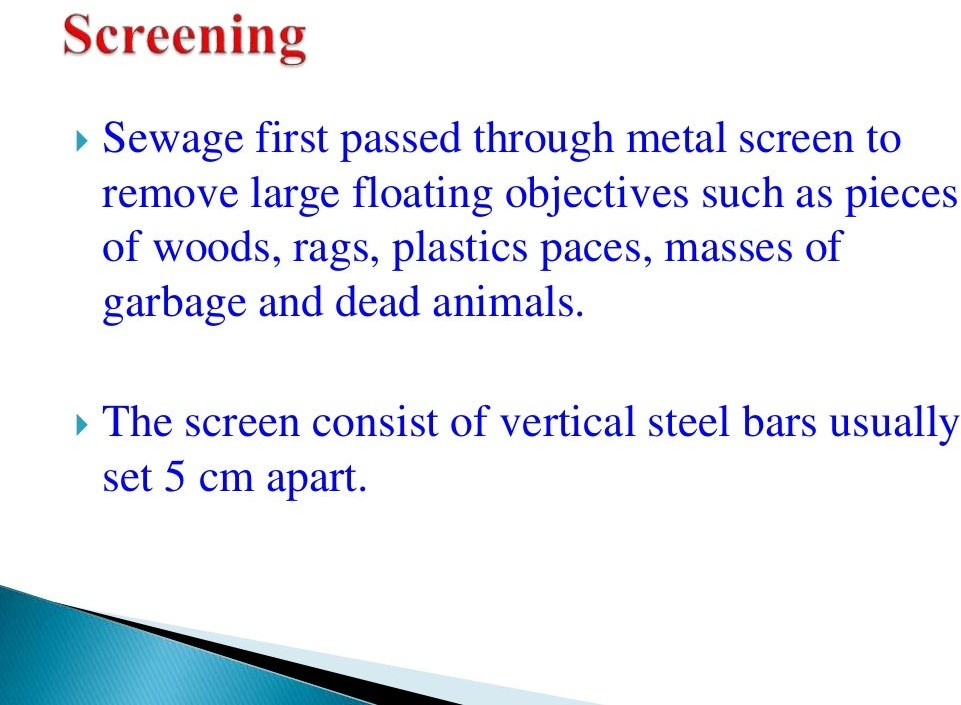 Screening
Sewage first passed through metal screen to
remove large floating objectives such as pieces
of woods, rags, plastics paces, masses of
garbage and dead animals.
The screen consist of vertical steel bars usually
set 5 cm apart.